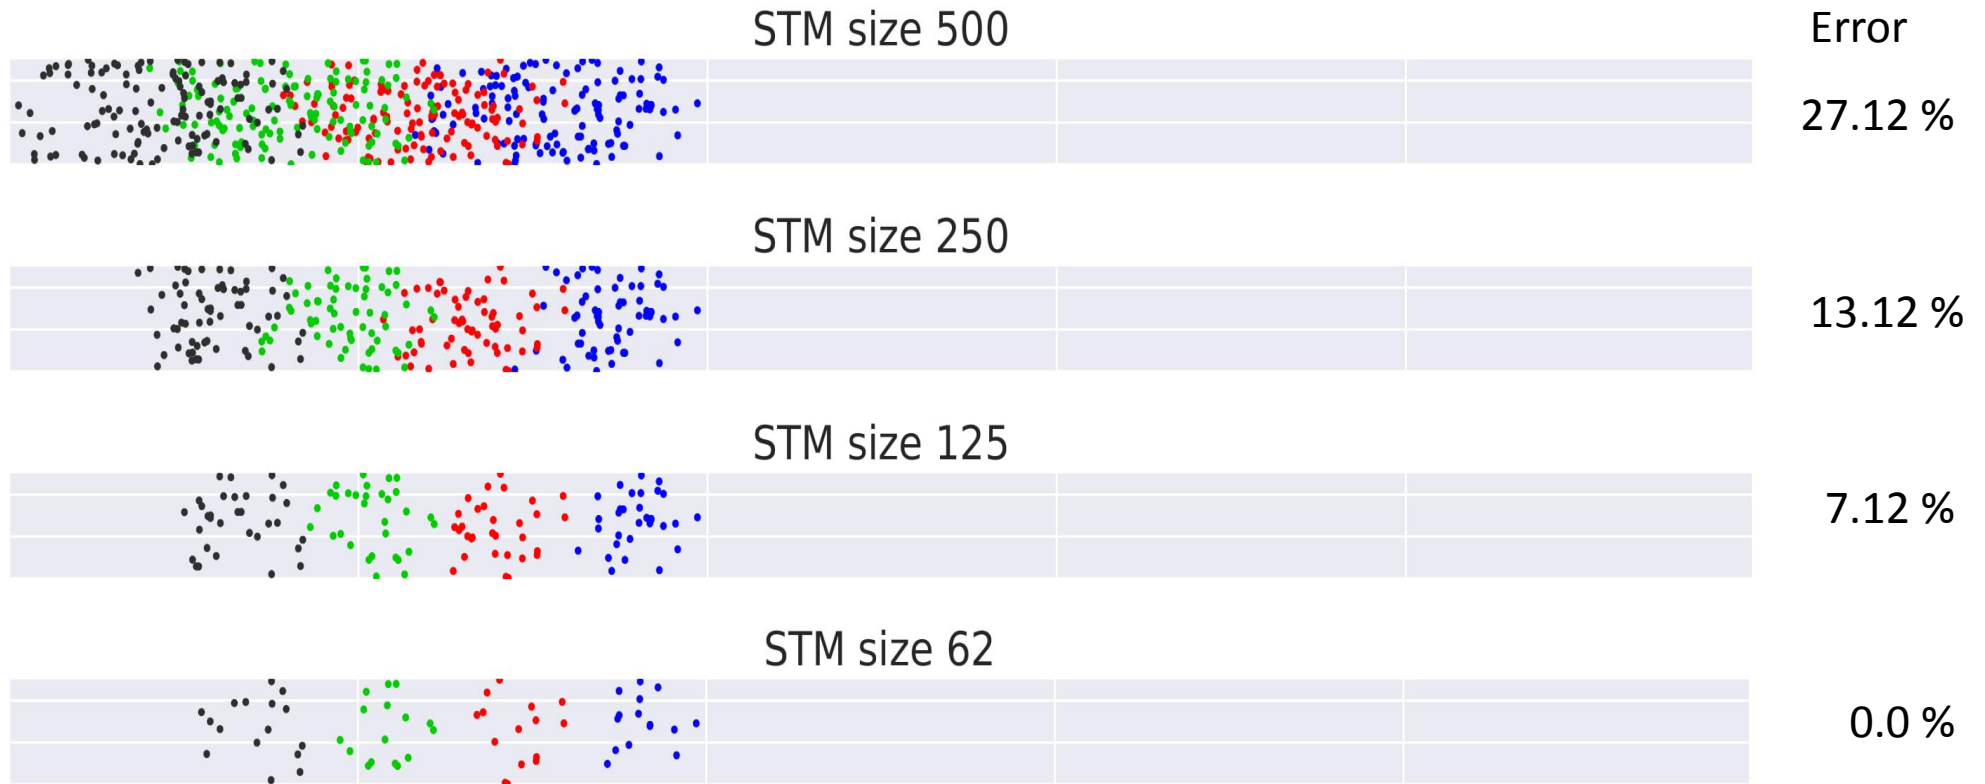 STM size 500
Error
27.12 %
STM size 250
13.12 %
STM size 125
7.12 %
STM size 62
0.0 %